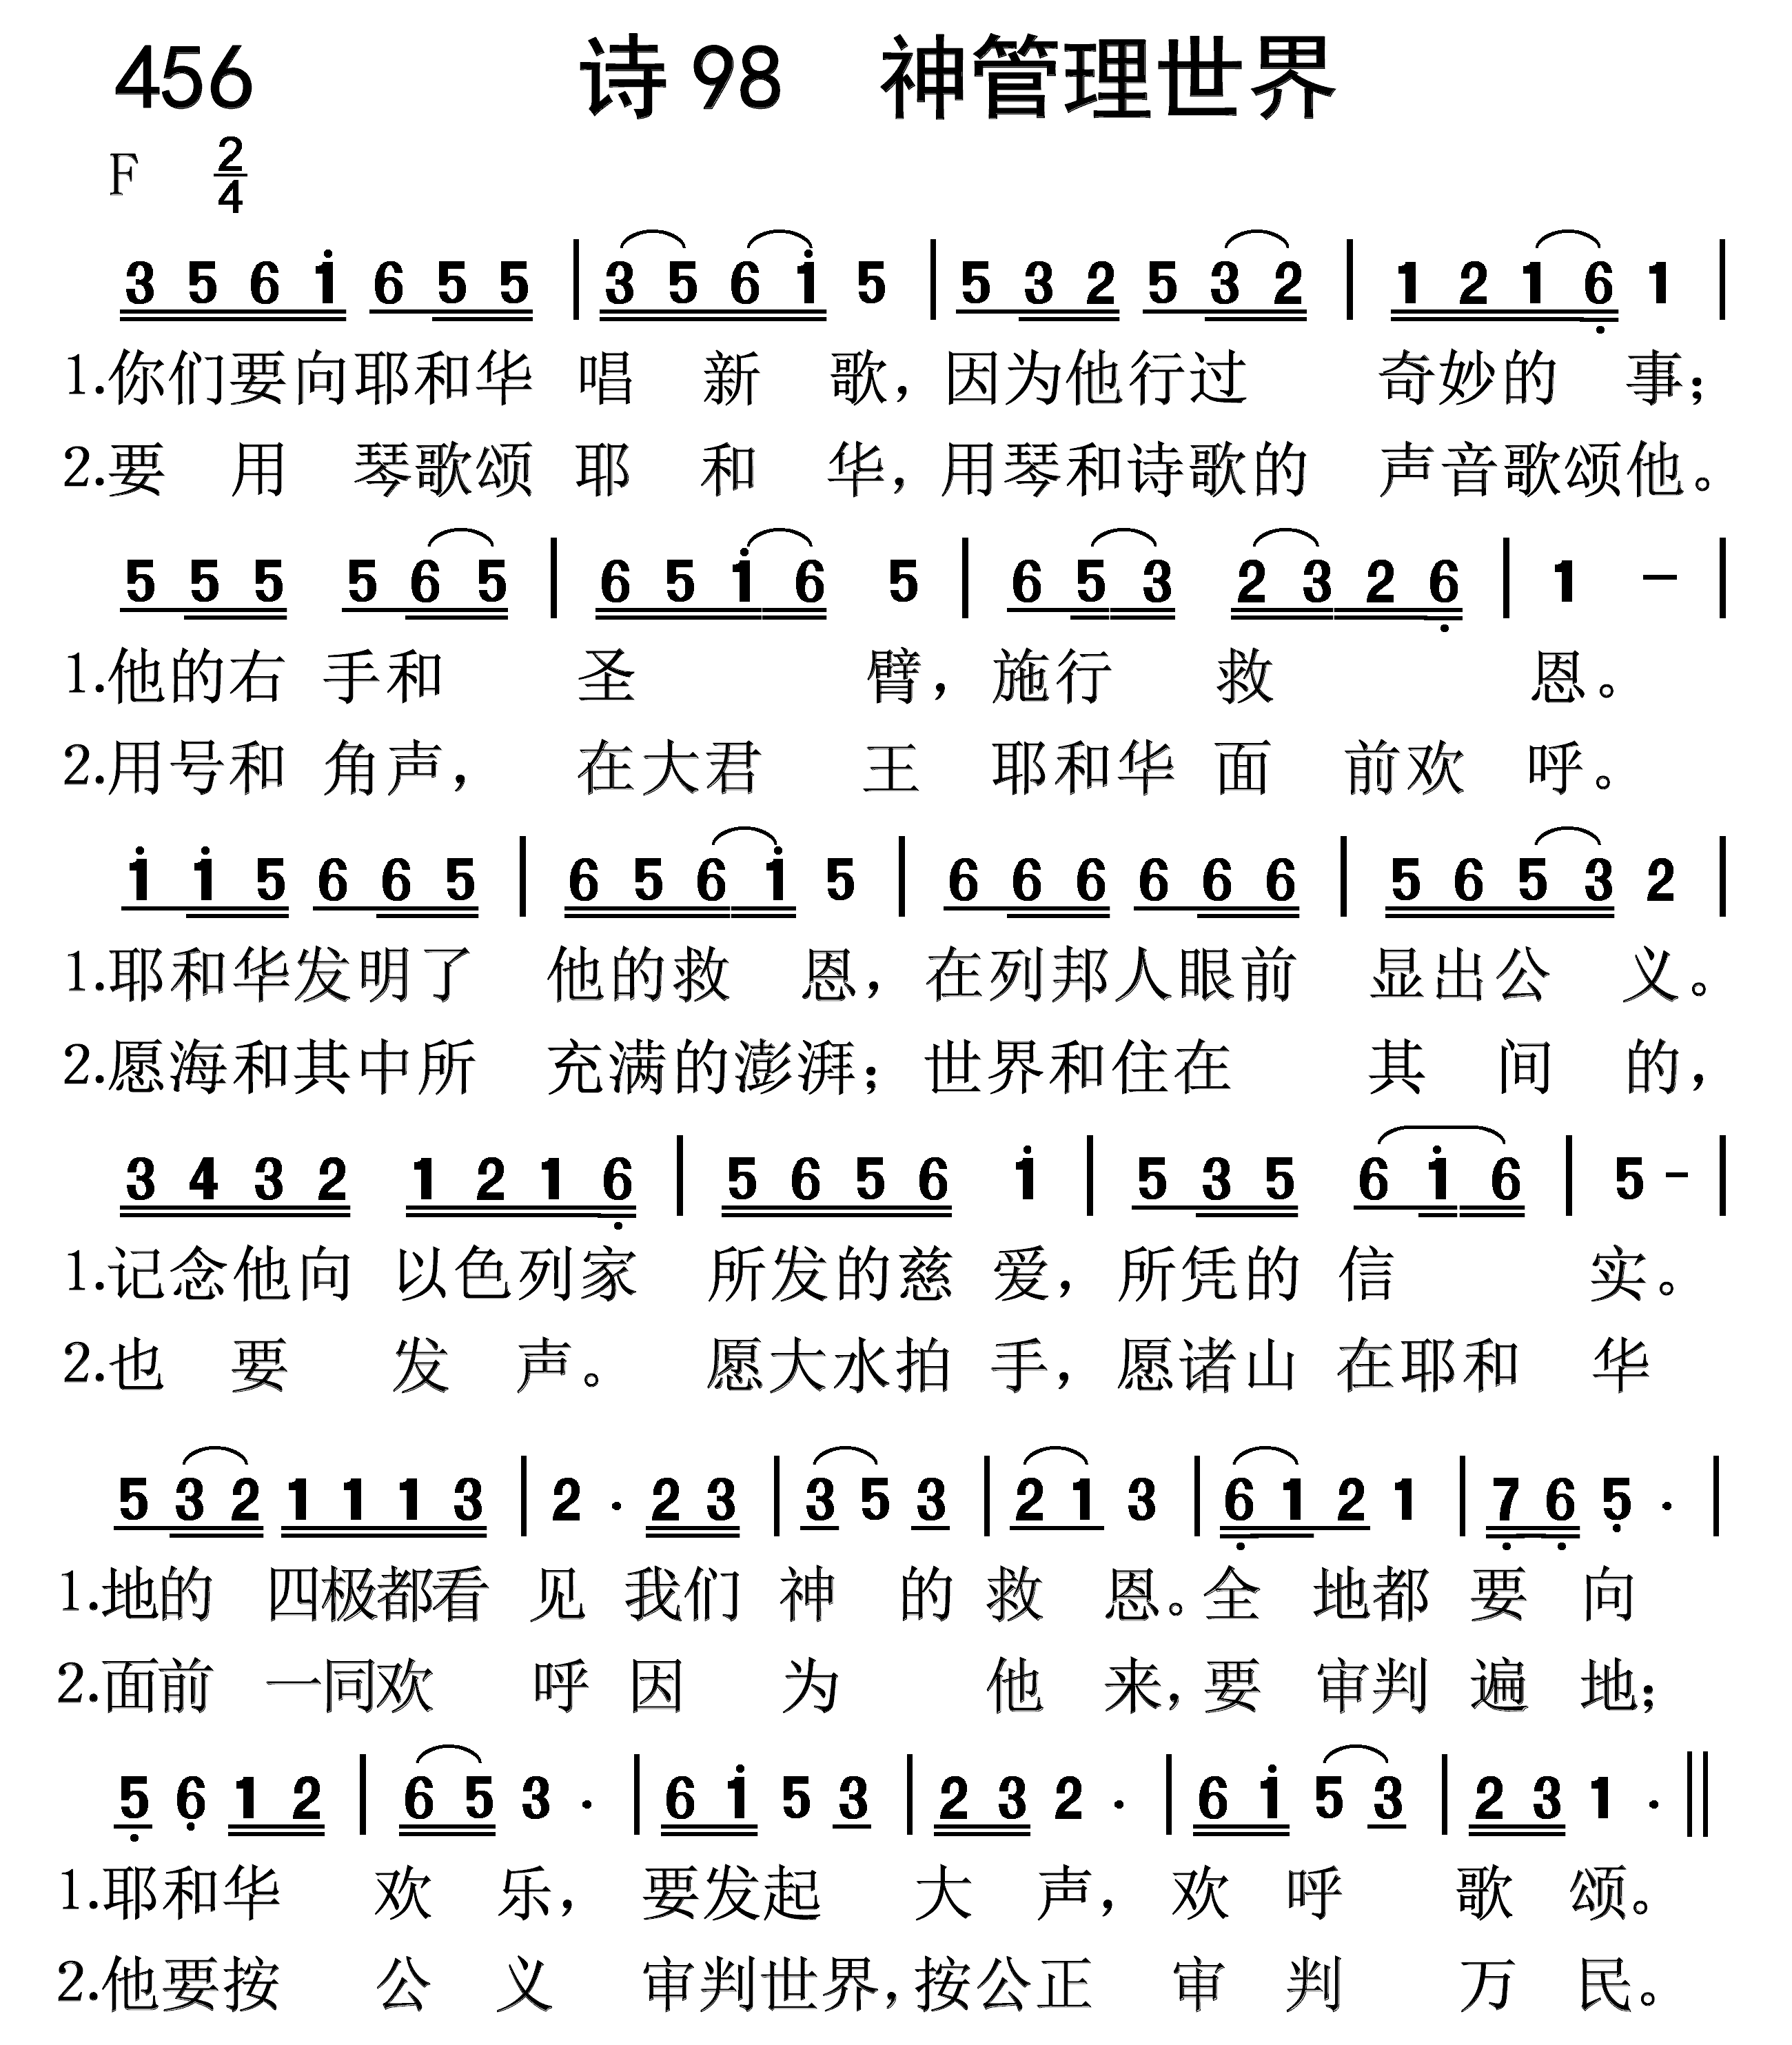 456 诗98 神管理世界
F 2/4
3 5 6 1̇ 6 5 5 | 3 5 6 1̇ 5 | 5 3 2 5 3 2 | 1 2 1 6̣ 1 |
1.你们要向耶和华 唱 新 歌，因为他行过 奇妙的 事；
2.要 用 琴歌颂 耶 和 华，用琴和诗歌的 声音歌颂他。
5 5 5 5 6 5 | 6 5 1̇ 6 5 | 6 5 3 2 3 2 6̣ | 1 - |
1.他的右 手和 圣 臂，施行 救 恩。
2.用号和 角声， 在大君 王 耶和华 面 前欢 呼。
1̇ 1̇ 5 6 6 5 | 6 5 6 1̇ 5 | 6 6 6 6 6 6 | 5 6 5 3 2 |
1.耶和华发明了 他的救 恩，在列邦人眼前 显出公 义。
2.愿海和其中所 充满的澎湃；世界和住在 其 间 的，
3 4 3 2 1 2 1 6̣ | 5 6 5 6 1̇ | 5 3 5 6 1̇ 6 | 5 - |
1.记念他向 以色列家 所发的慈 爱，所凭的 信 实。
2.也 要 发 声。 愿大水拍 手，愿诸山 在耶和 华
5 3 2 1 1 1 3 | 2 · 2 3 | 3 5 3 | 2 1 3 | 6̣ 1 2 1 | 7̣ 6̣ 5̣ · |
1.地的 四极都看 见 我们 神 的 救 恩。全 地都 要 向
2.面前 一同欢 呼 因 为 他 来，要 审判 遍 地；
5̣ 6̣ 1 2 | 6 5 3 · | 6 1̇ 5 3 | 2 3 2 · | 6 1̇ 5 3 | 2 3 1 · ||
1.耶和华 欢 乐， 要发起 大 声，欢 呼 歌 颂。
2.他要按 公 义 审判世界，按公正 审 判 万 民。